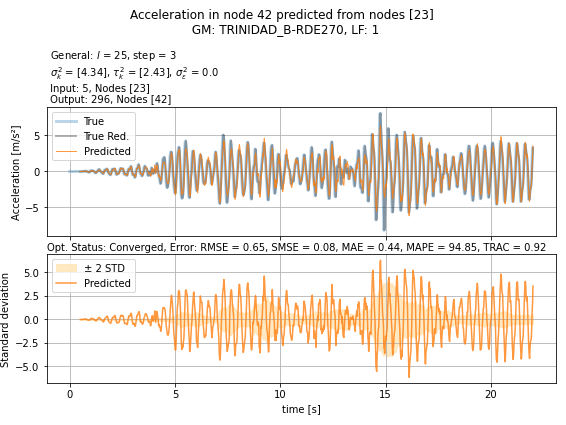 Acceleration in node 42 predicted from nodes [23]
GM: TRINIDAD_B-RDE270, LF: 1
General: l = 25, step = 3
σ²ₖ = [4.34], τ²ₖ = [2.43], σ²ₑ = 0.0
Input: 5, Nodes [23]
Output: 296, Nodes [42]
True
True Red.
Predicted
Acceleration [m/s²]
5
0
−5
Opt. Status: Converged, Error: RMSE = 0.65, SMSE = 0.08, MAE = 0.44, MAPE = 94.85, TRAC = 0.92
± 2 STD
Predicted
Standard deviation
5.0
2.5
0.0
−2.5
−5.0
0 5 10 15 20
time [s]